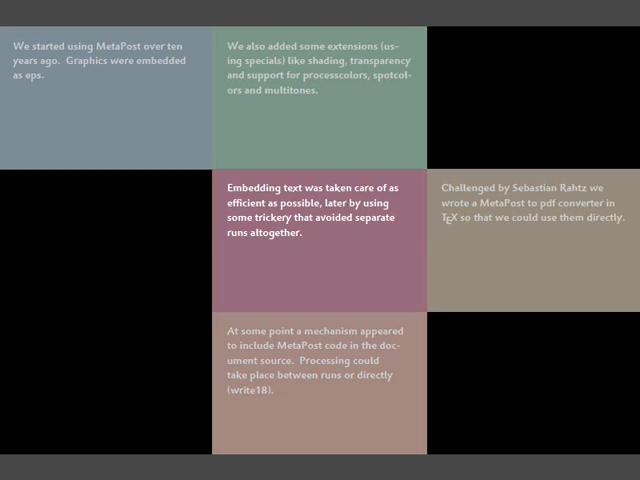 We started using MetaPost over ten
years ago. Graphics were embedded
as eps.
We also added some extensions (us-
ing specials) like shading, transparency
and support for processcolors, spotcol-
ors and multitones.
Embedding text was taken care of as
efficient as possible, later by using
some trickery that avoided separate
runs altogether.
Challenged by Sebastian Rahtz we
wrote a MetaPost to pdf converter in
TEX so that we could use them directly.
At some point a mechanism appeared
to include MetaPost code in the doc-
ument source. Processing could
take place between runs or directly
(write18).